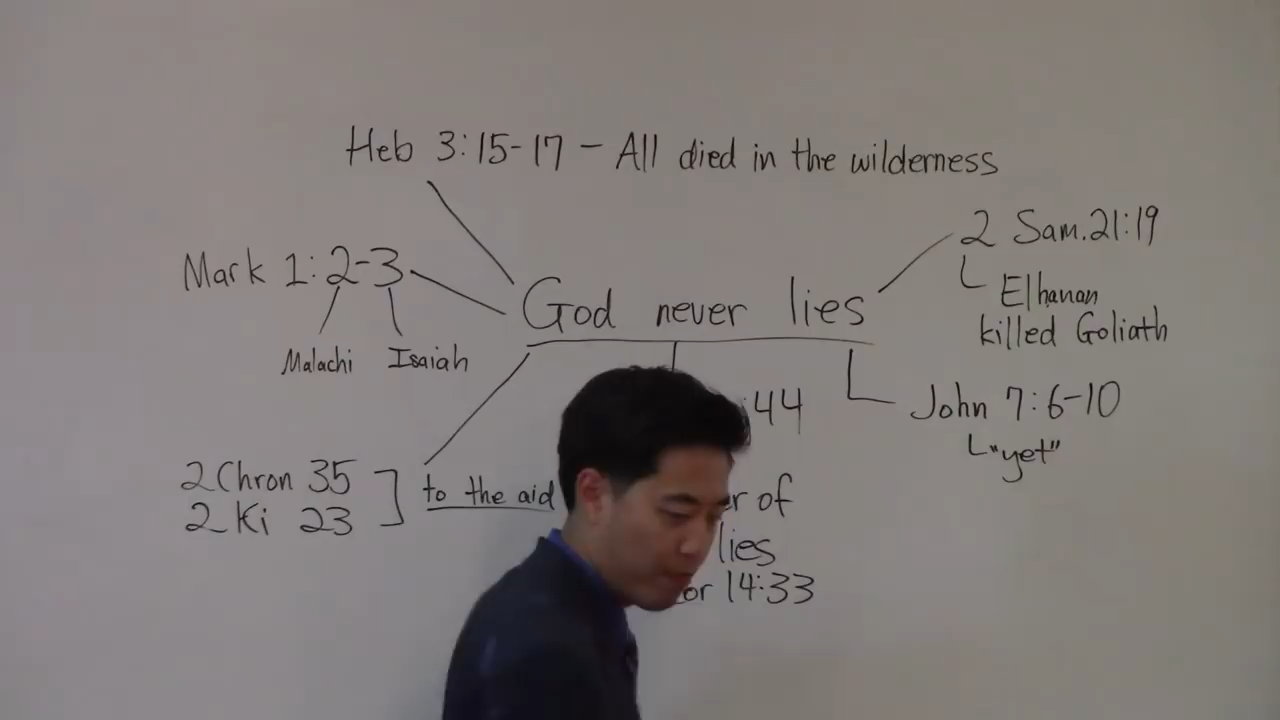 Heb 3:15-17 - All died in the wilderness
Mark 1:2-3
Malachi Isaiah
God never lies
2 Sam. 21:19
Elhanan
killed Goliath
:44
John 7:6-10
"yet"
2 Chron 35
2 Ki 23
to the aid
of
lies
or 14:33